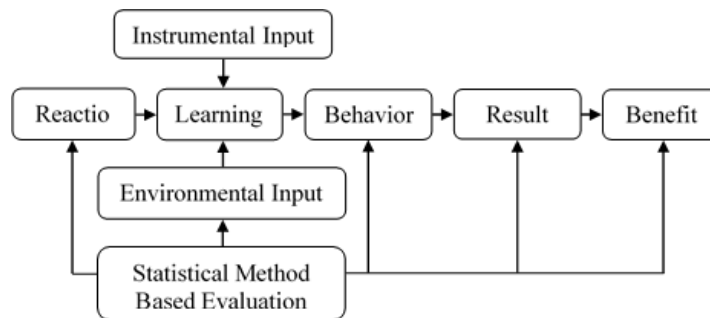 Instrumental Input
Reactio
Learning
Behavior
Result
Benefit
Environmental Input
Statistical Method
Based Evaluation